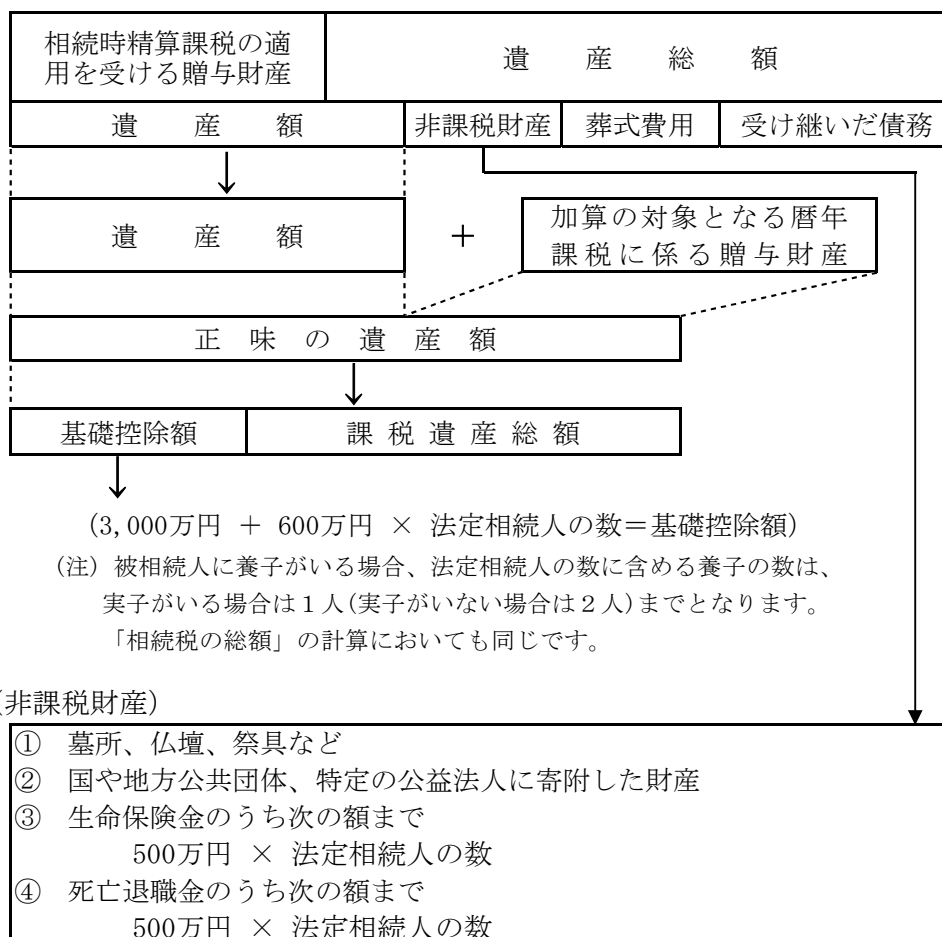 相続時精算課税の適
用を受ける贈与財産
遺産総額
遺産額
非課税財産
葬式費用
受け継いだ債務
遺産額
＋
加算の対象となる暦年
課税に係る贈与財産
正味の遺産額
基礎控除額
課税遺産総額
(3,000万円 ＋ 600万円 × 法定相続人の数＝基礎控除額)
(注) 被相続人に養子がいる場合、法定相続人の数に含める養子の数は、
実子がいる場合は１人(実子がいない場合は２人)までとなります。
「相続税の総額」の計算においても同じです。
(非課税財産)
① 墓所、仏壇、祭具など
② 国や地方公共団体、特定の公益法人に寄附した財産
③ 生命保険金のうち次の額まで
500万円 × 法定相続人の数
④ 死亡退職金のうち次の額まで
500万円 × 法定相続人の数